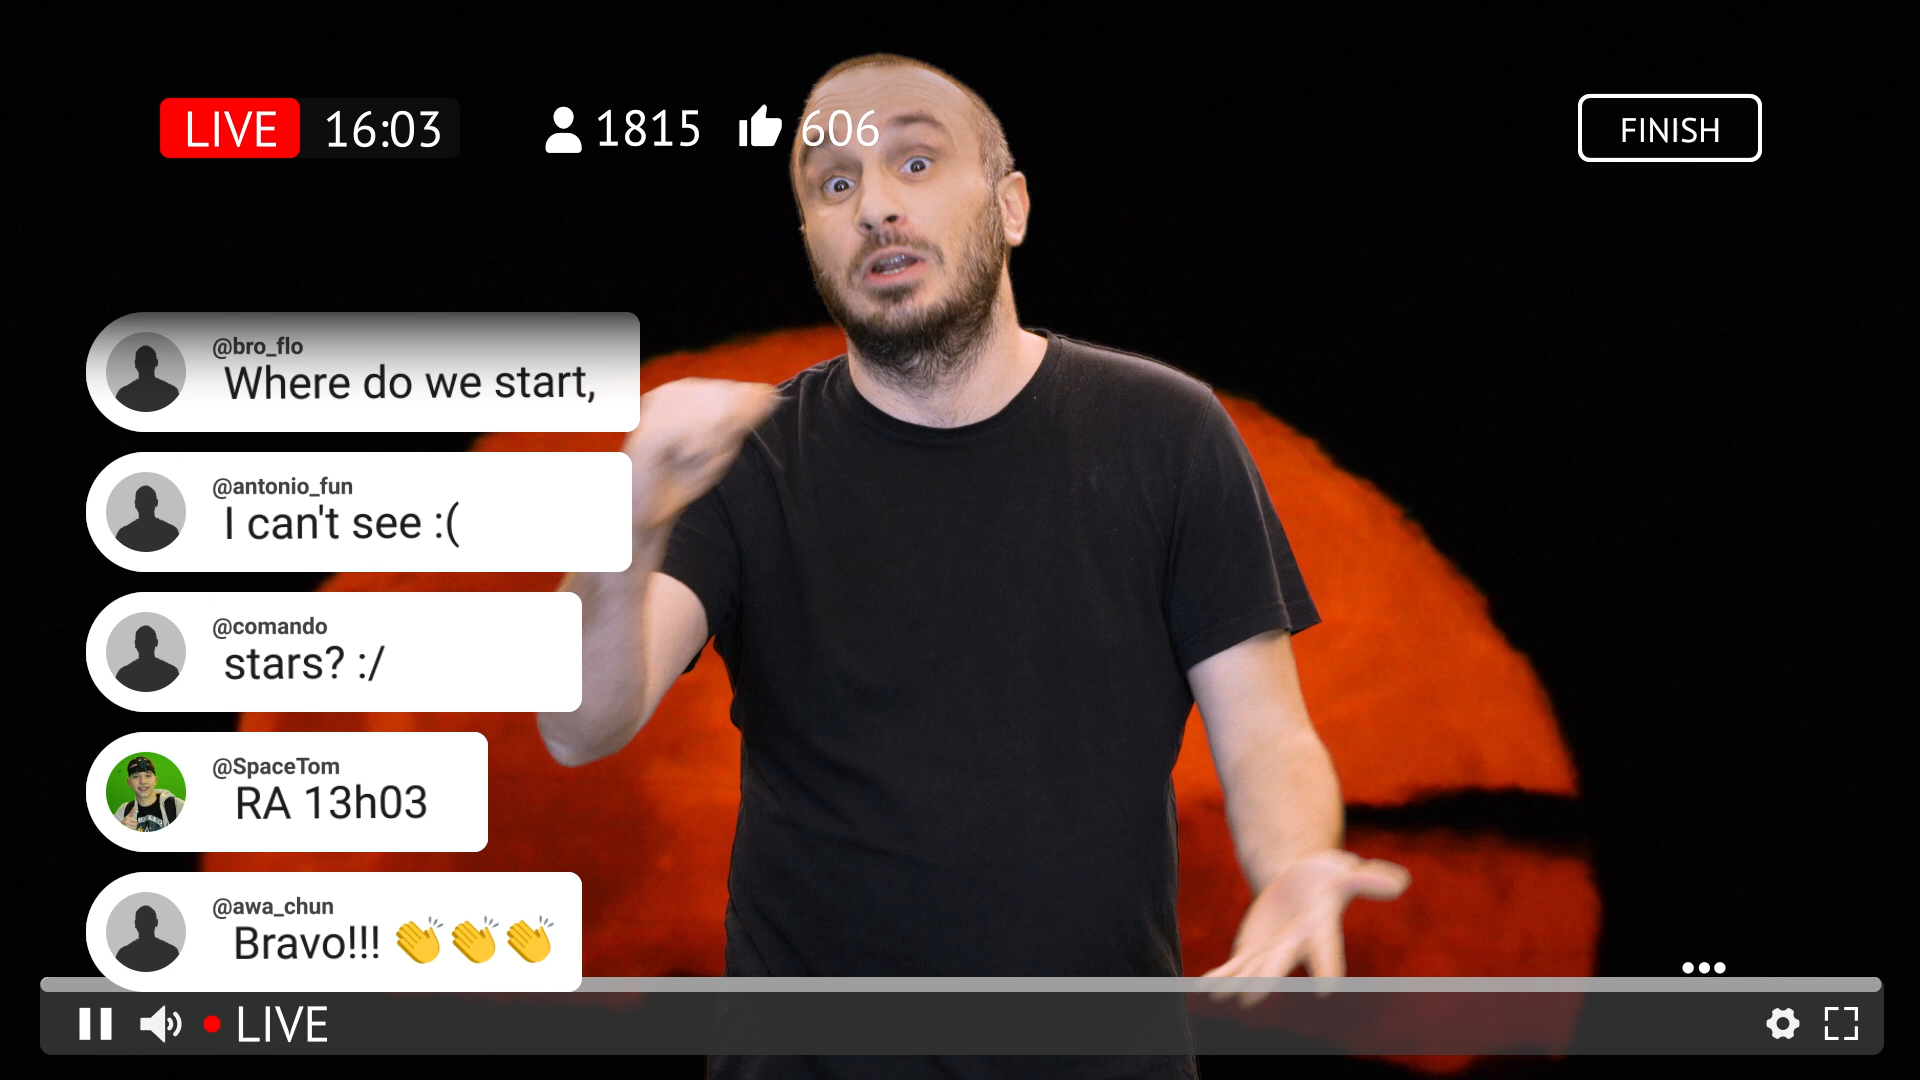 LIVE 16:03 1815 606 FINISH
@bro_flo
Where do we start,
@antonio_fun
I can't see :(
@comando
stars? :/
@SpaceTom
RA 13h03
@awa_chun
Bravo!!! 👏👏👏
LIVE